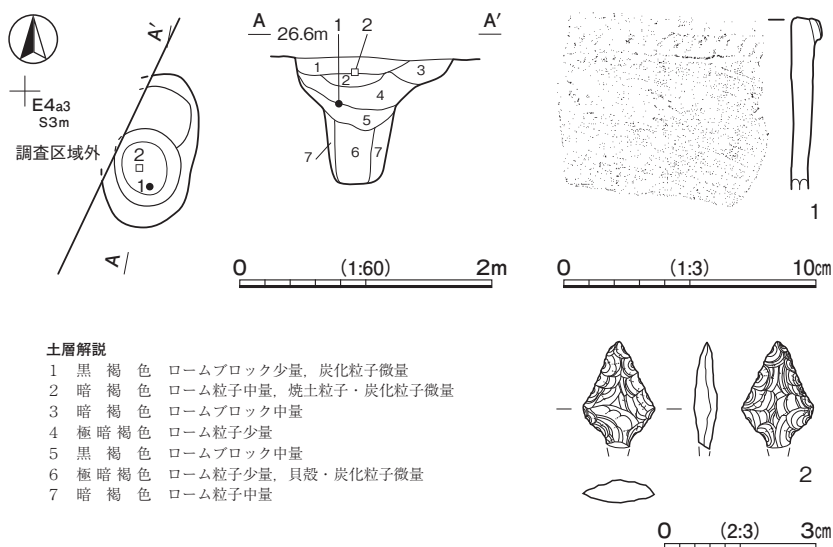 A 26.6m 1 2 A′
A′
1 2 3
4
5
7 6 7
E4a3
S3m
調査区域外
2
1
A
1
0 (1:60) 2m
0 (1:3) 10cm
土層解説
1 黒褐色 ロームブロック少量，炭化粒子微量
2 暗褐色 ローム粒子中量，焼土粒子・炭化粒子微量
3 暗褐色 ロームブロック中量
4 極暗褐色 ローム粒子少量
5 黒褐色 ロームブロック中量
6 極暗褐色 ローム粒子少量，貝殻・炭化粒子微量
7 暗褐色 ローム粒子中量
2
0 (2:3) 3cm